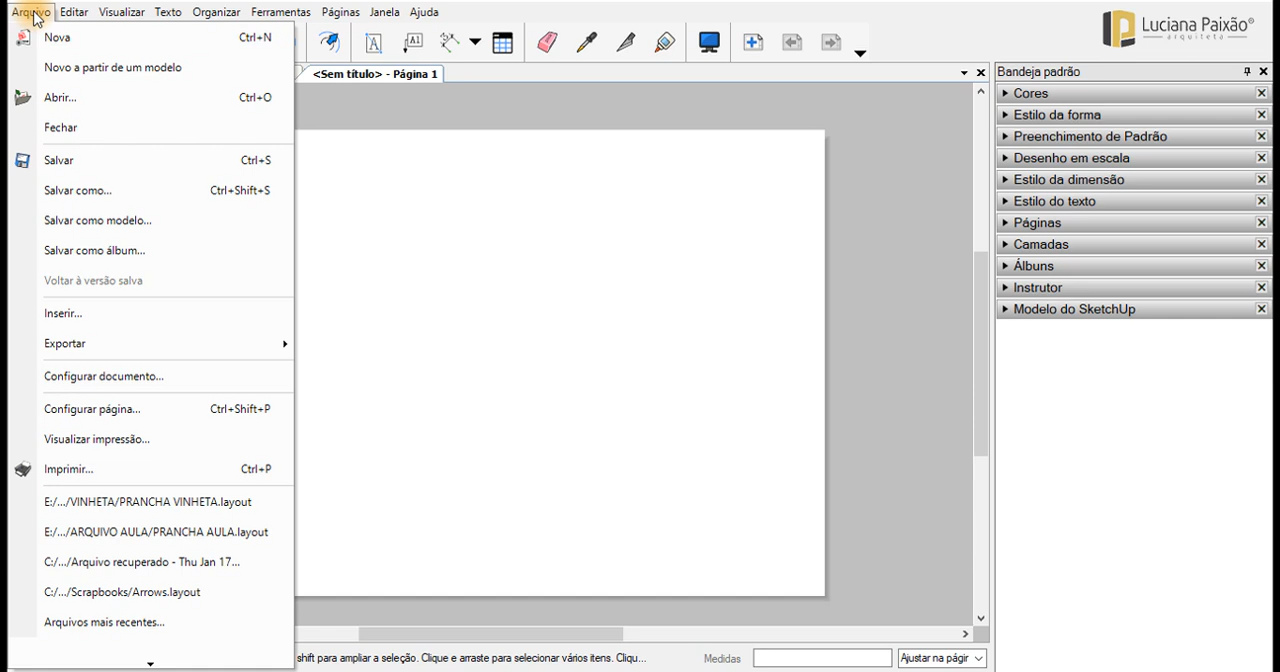 Arquivo Editar Visualizar Texto Organizar Ferramentas Páginas Janela Ajuda
Luciana Paixão®
arquiteta
Nova Ctrl+N
Novo a partir de um modelo
Abrir... Ctrl+O
Fechar
Salvar Ctrl+S
Salvar como... Ctrl+Shift+S
Salvar como modelo...
Salvar como álbum...
Voltar à versão salva
Inserir...
Exportar
Configurar documento...
Configurar página... Ctrl+Shift+P
Visualizar impressão...
Imprimir... Ctrl+P
E:/.../VINHETA/PRANCHA VINHETA.layout
E:/.../ARQUIVO AULA/PRANCHA AULA.layout
C:/.../Arquivo recuperado - Thu Jan 17...
C:/.../Scrapbooks/Arrows.layout
Arquivos mais recentes...
A
A1
<Sem título> - Página 1
Bandeja padrão
Cores
Estilo da forma
Preenchimento de Padrão
Desenho em escala
Estilo da dimensão
Estilo do texto
Páginas
Camadas
Álbuns
Instrutor
Modelo do SketchUp
shift para ampliar a seleção. Clique e arraste para selecionar vários itens. Cliqu... Medidas Ajustar na págir